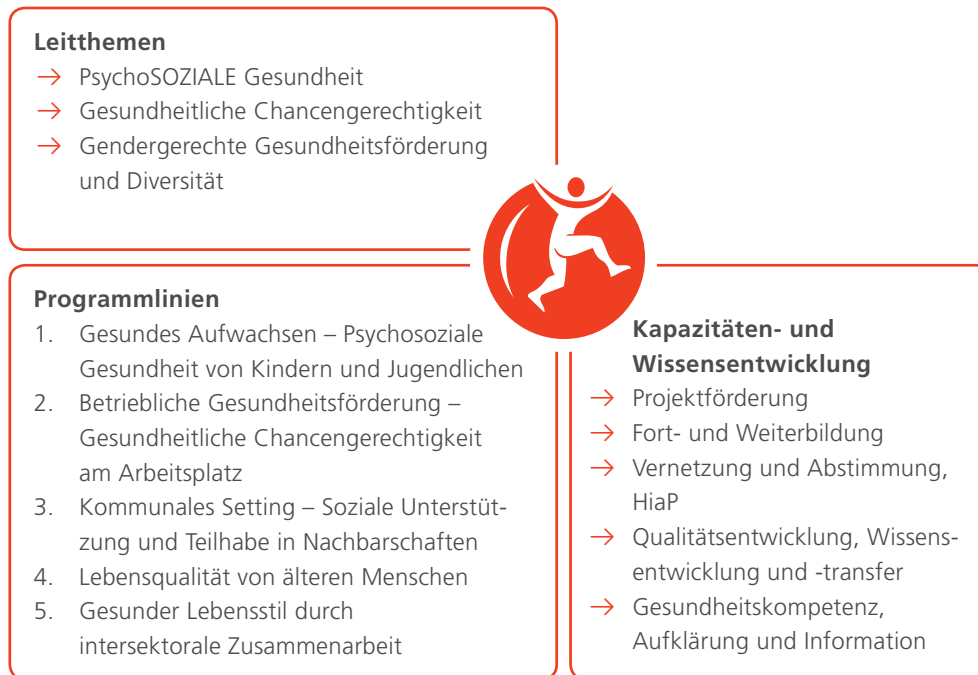 Leitthemen
→ PsychoSOZIALE Gesundheit
→ Gesundheitliche Chancengerechtigkeit
→ Gendergerechte Gesundheitsförderung
und Diversität
Programmlinien
1. Gesundes Aufwachsen – Psychosoziale
Gesundheit von Kindern und Jugendlichen
2. Betriebliche Gesundheitsförderung –
Gesundheitliche Chancengerechtigkeit
am Arbeitsplatz
3. Kommunales Setting – Soziale Unterstüt-
zung und Teilhabe in Nachbarschaften
4. Lebensqualität von älteren Menschen
5. Gesunder Lebensstil durch
intersektorale Zusammenarbeit
Kapazitäten- und
Wissensentwicklung
→ Projektförderung
→ Fort- und Weiterbildung
→ Vernetzung und Abstimmung,
HiaP
→ Qualitätsentwicklung, Wissens-
entwicklung und -transfer
→ Gesundheitskompetenz,
Aufklärung und Information